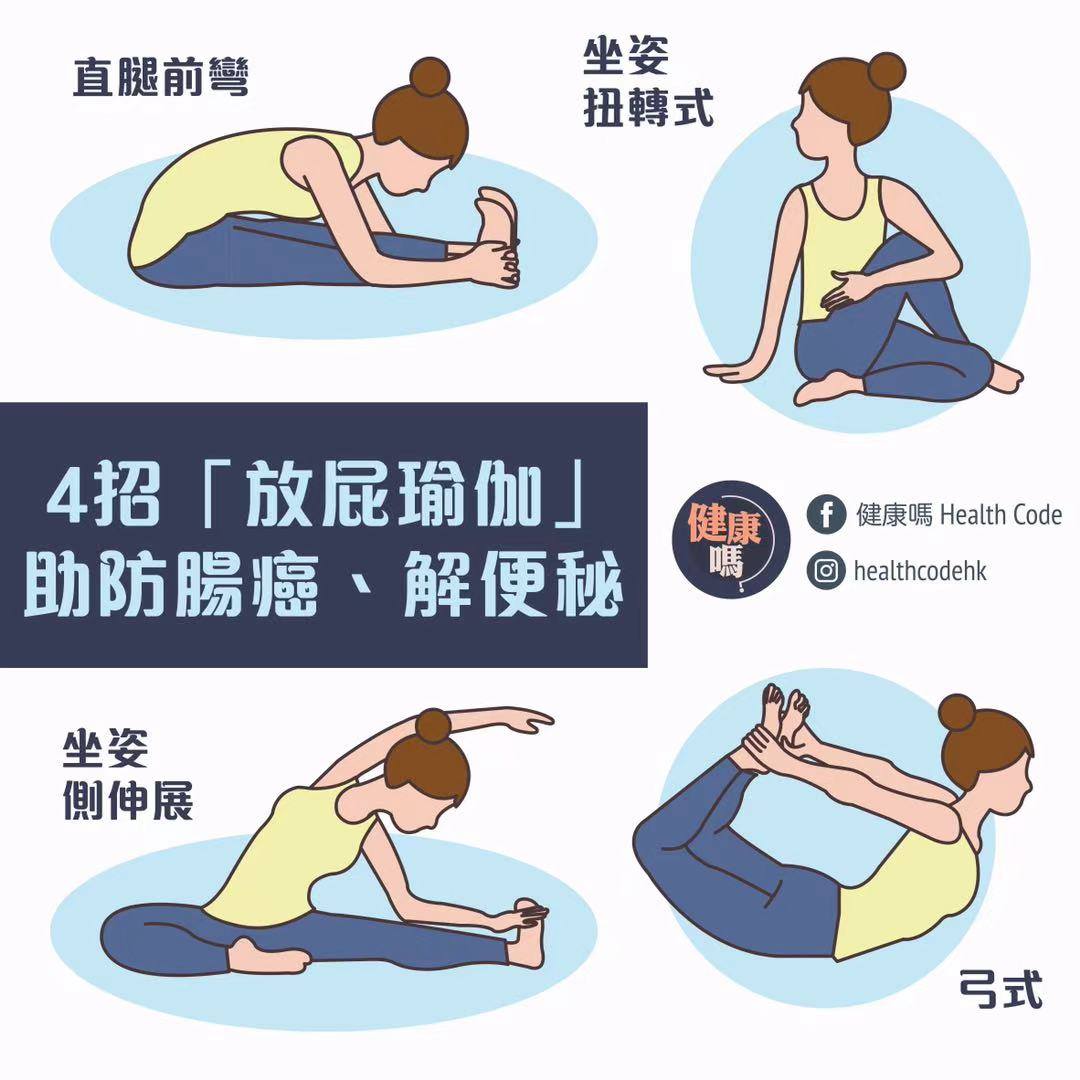 直腿前彎
坐姿
扭轉式
4招「放屁瑜伽」
助防腸癌、解便秘
健康
嗎?
健康嗎 Health Code
healthcodehk
坐姿
側伸展
弓式